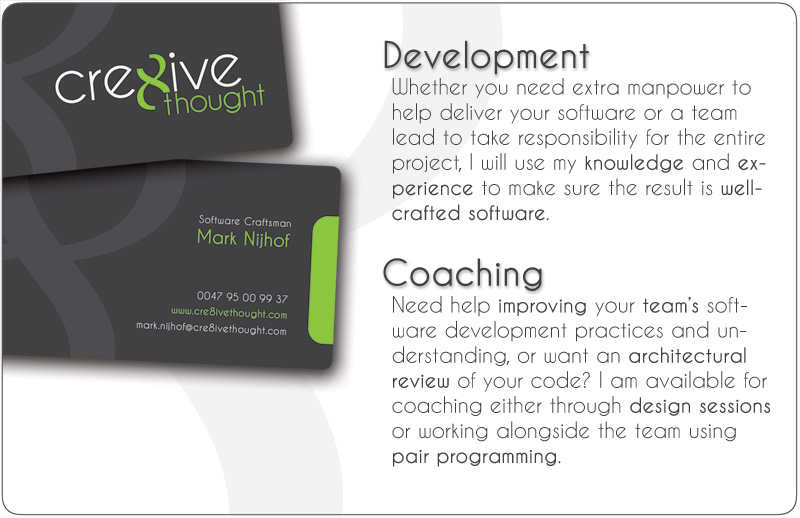 cre8ive
thought
Software Craftsman
Mark Nijhof
0047 95 00 99 37
www.cre8ivethought.com
mark.nijhof@cre8ivethought.com
Development
Whether you need extra manpower to
help deliver your software or a team
lead to take responsibility for the entire
project, I will use my knowledge and ex-
perience to make sure the result is well-
crafted software.
Coaching
Need help improving your team's soft-
ware development practices and un-
derstanding, or want an architectural
review of your code? I am available for
coaching either through design sessions
or working alongside the team using
pair programming.